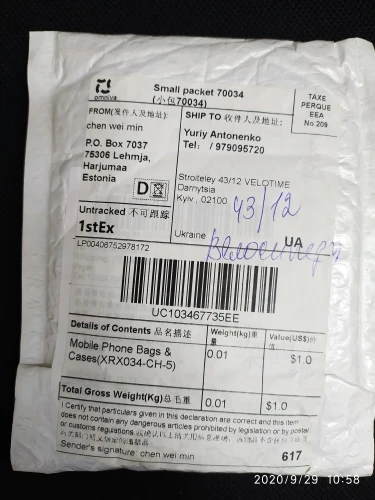 omniva
Small packet 70034
(小包70034)
TAXE
PERQUE
EEA
No.209
FROM(发件人及地址):
chen wei min
P.O. Box 7037
75306 Lehmja,
Harjumaa
Estonia
D
SHIP TO 收件人及地址:
Yuriy Antonenko
Tel: / 979095720
Stroiteley 43/12 VELOTIME
Darnytsia
Kyiv , 02100
43/12
Untracked 不可跟踪
1stEx
Ukraine
UA
LP00406752978172
UC103467735EE
Details of Contents 品名描述
Weight(kg)重量
Value(US$)价值
Mobile Phone Bags &
Cases(XRX034-CH-5)
0.01
$1.0
Total Gross Weight(Kg)总毛重
0.01
$1.0
I Certify that particulars given in this declaration are correct and this item
does not contain any dangerous articles prohibited by legislation or by postal
or customs regulations.
Sender's signature: chen wei min
617
2020/9/29 10:58